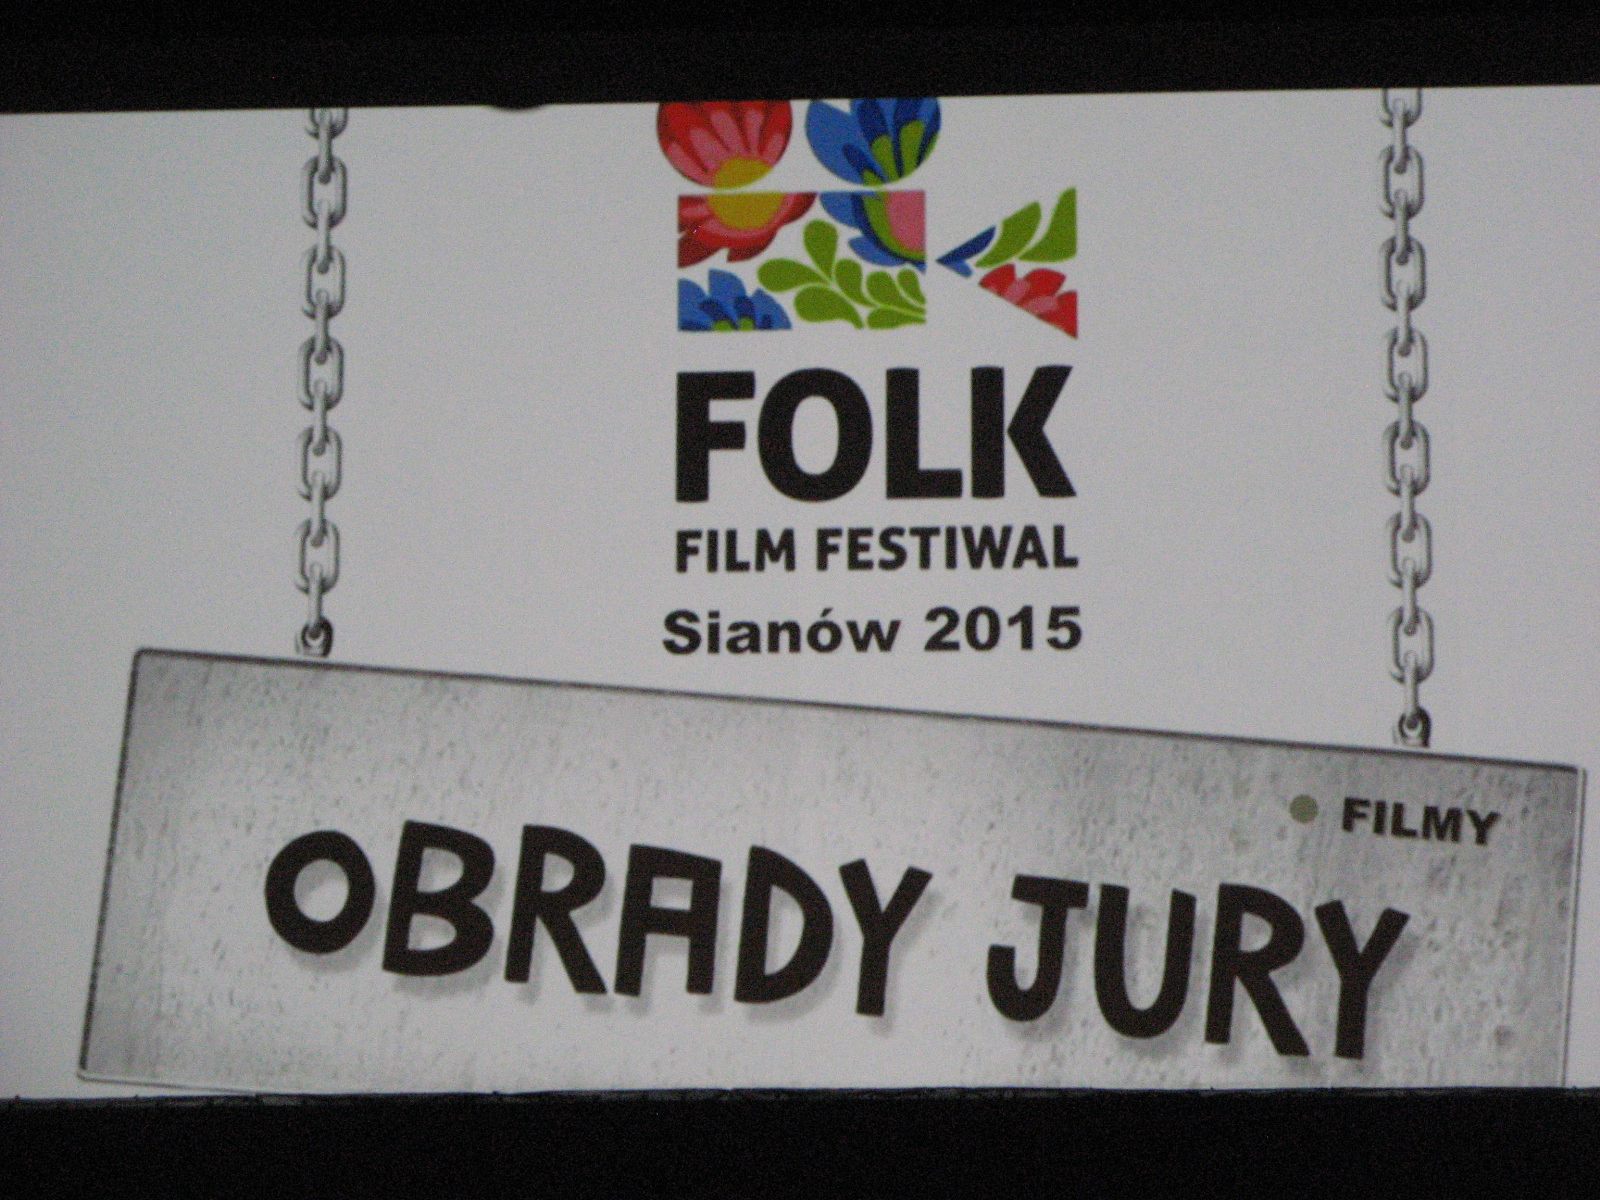 FOLK
FILM FESTIWAL
Sianów 2015
FILMY
OBRADY JURY